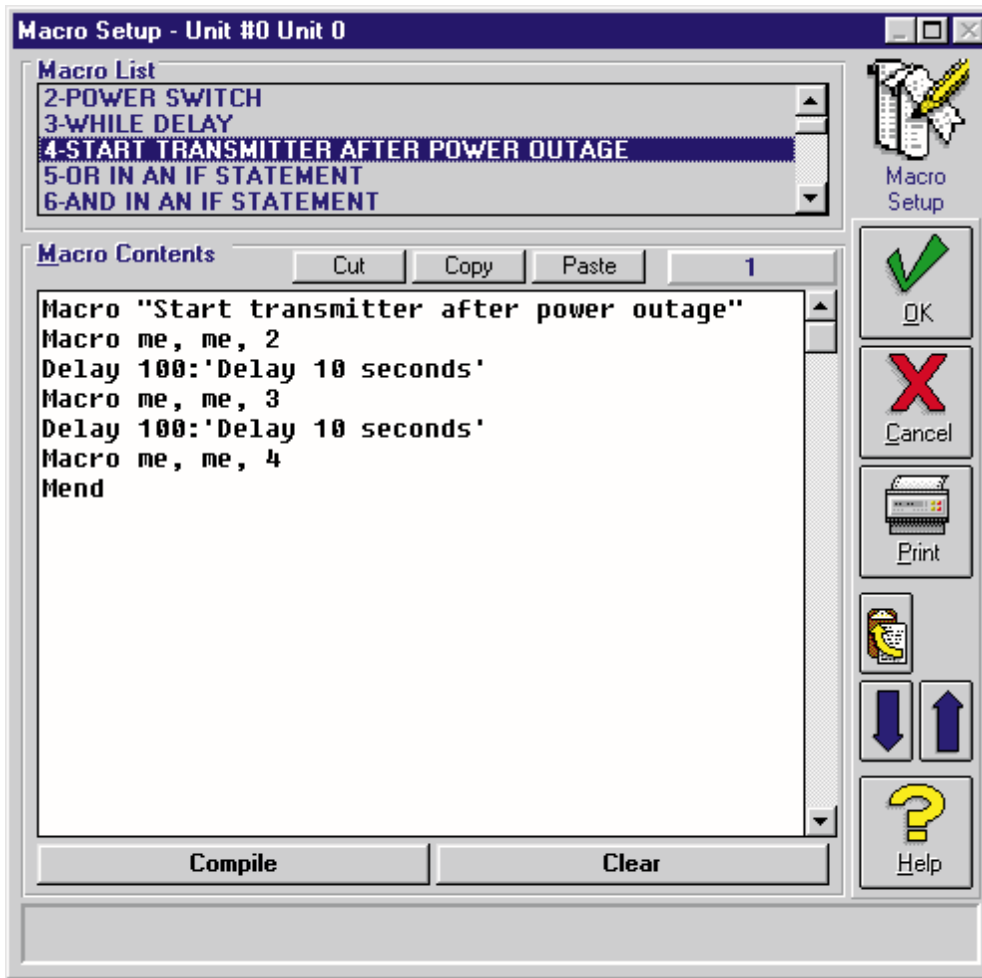 Macro Setup - Unit #0 Unit 0
Macro List
2-POWER SWITCH
3-WHILE DELAY
4-START TRANSMITTER AFTER POWER OUTAGE
5-OR IN AN IF STATEMENT
6-AND IN AN IF STATEMENT
Macro
Setup
Macro Contents
Cut
Copy
Paste
1
Macro "Start transmitter after power outage"
Macro me, me, 2
Delay 100:'Delay 10 seconds'
Macro me, me, 3
Delay 100:'Delay 10 seconds'
Macro me, me, 4
Mend
Compile
Clear
OK
Cancel
Print
Help